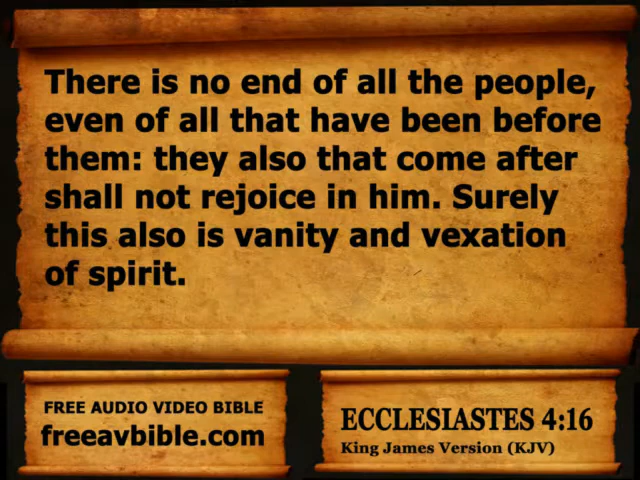 There is no end of all the people,
even of all that have been before
them: they also that come after
shall not rejoice in him. Surely
this also is vanity and vexation
of spirit.
FREE AUDIO VIDEO BIBLE
freeavbible.com
ECCLESIASTES 4:16
King James Version (KJV)